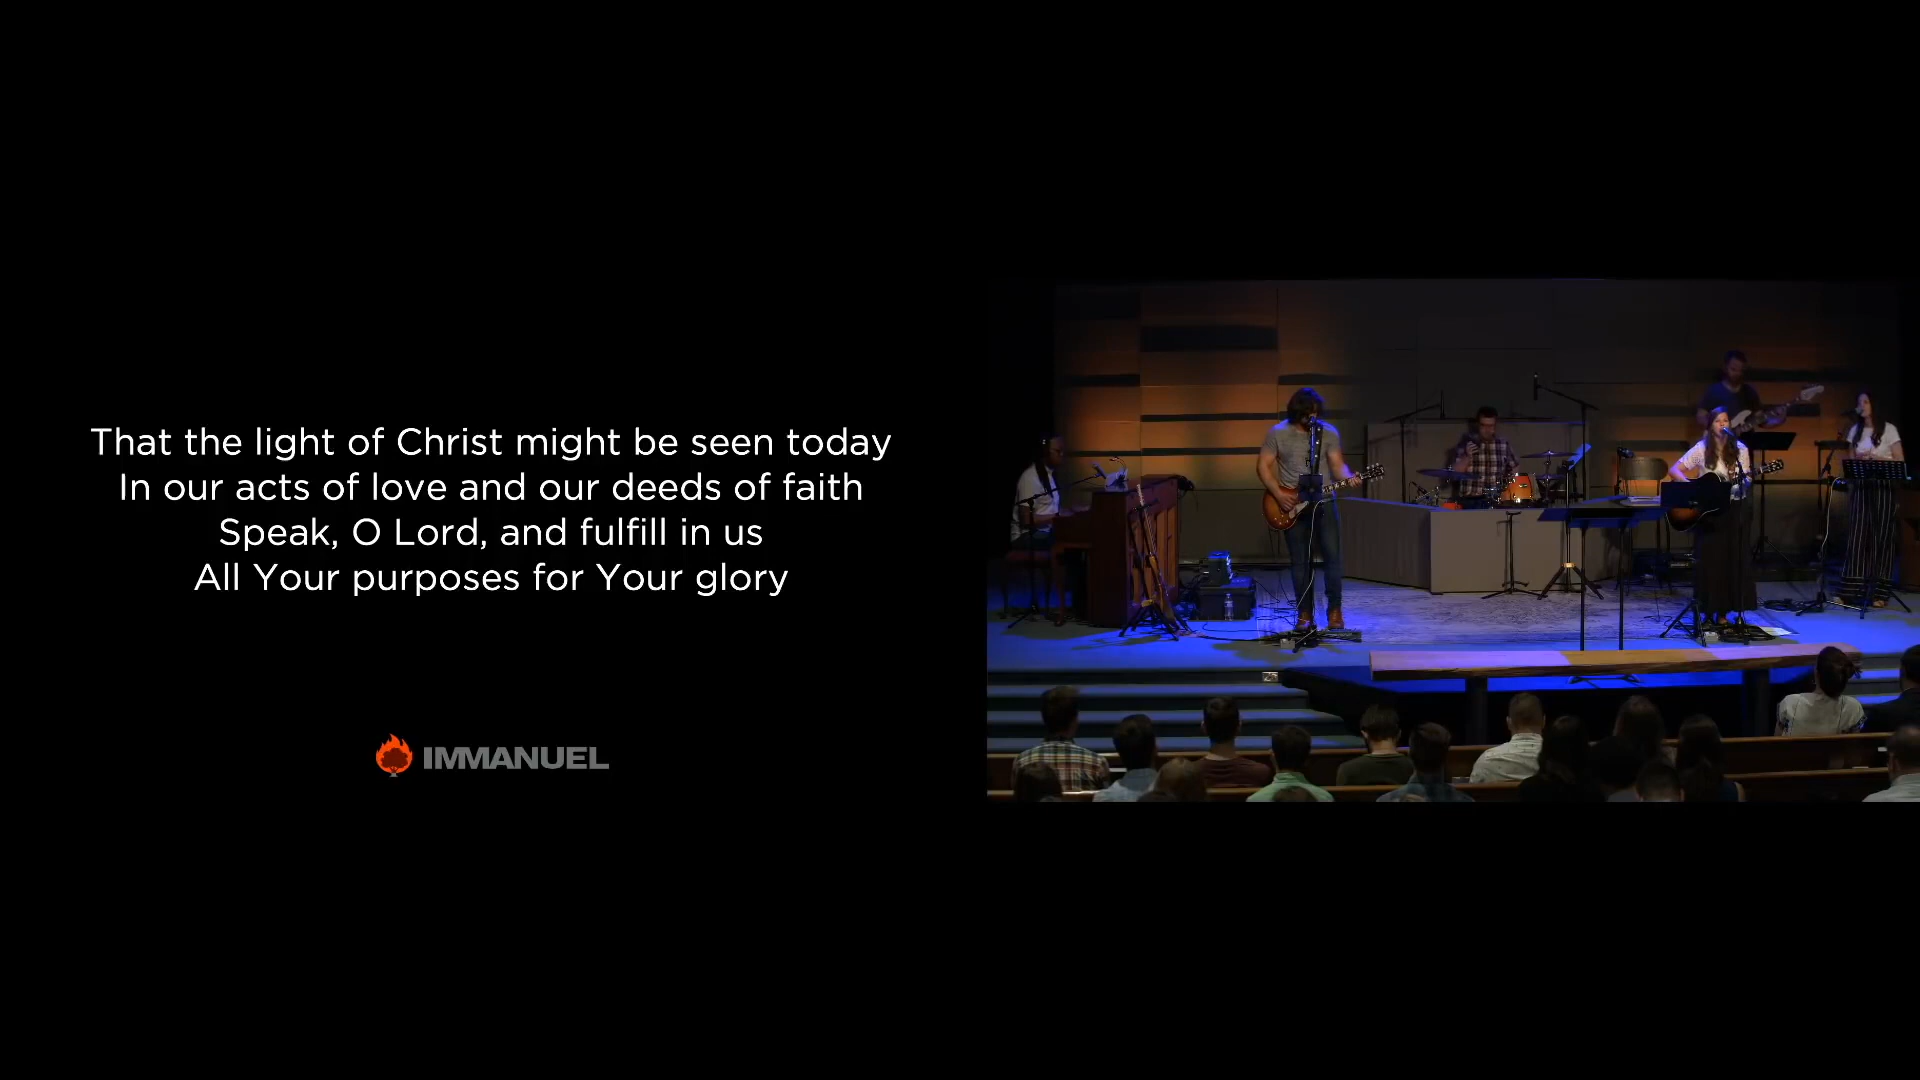 That the light of Christ might be seen today
In our acts of love and our deeds of faith
Speak, O Lord, and fulfill in us
All Your purposes for Your glory
IMMANUEL